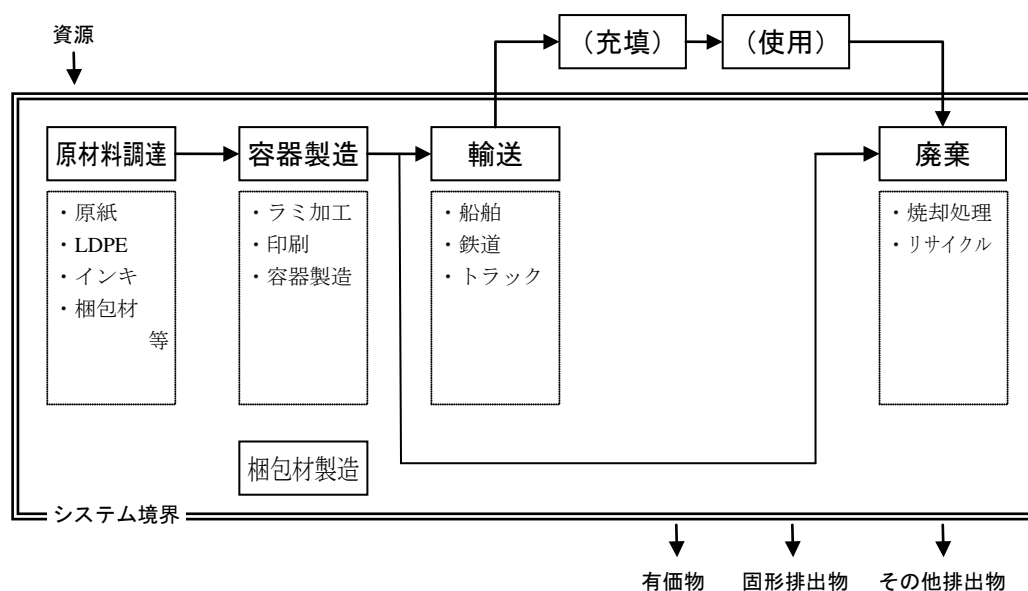 資源
（充填）
（使用）
原材料調達
容器製造
輸送
廃棄
・原紙
・LDPE
・インキ
・梱包材
等
・ラミ加工
・印刷
・容器製造
・船舶
・鉄道
・トラック
・焼却処理
・リサイクル
梱包材製造
システム境界
有価物
固形排出物
その他排出物